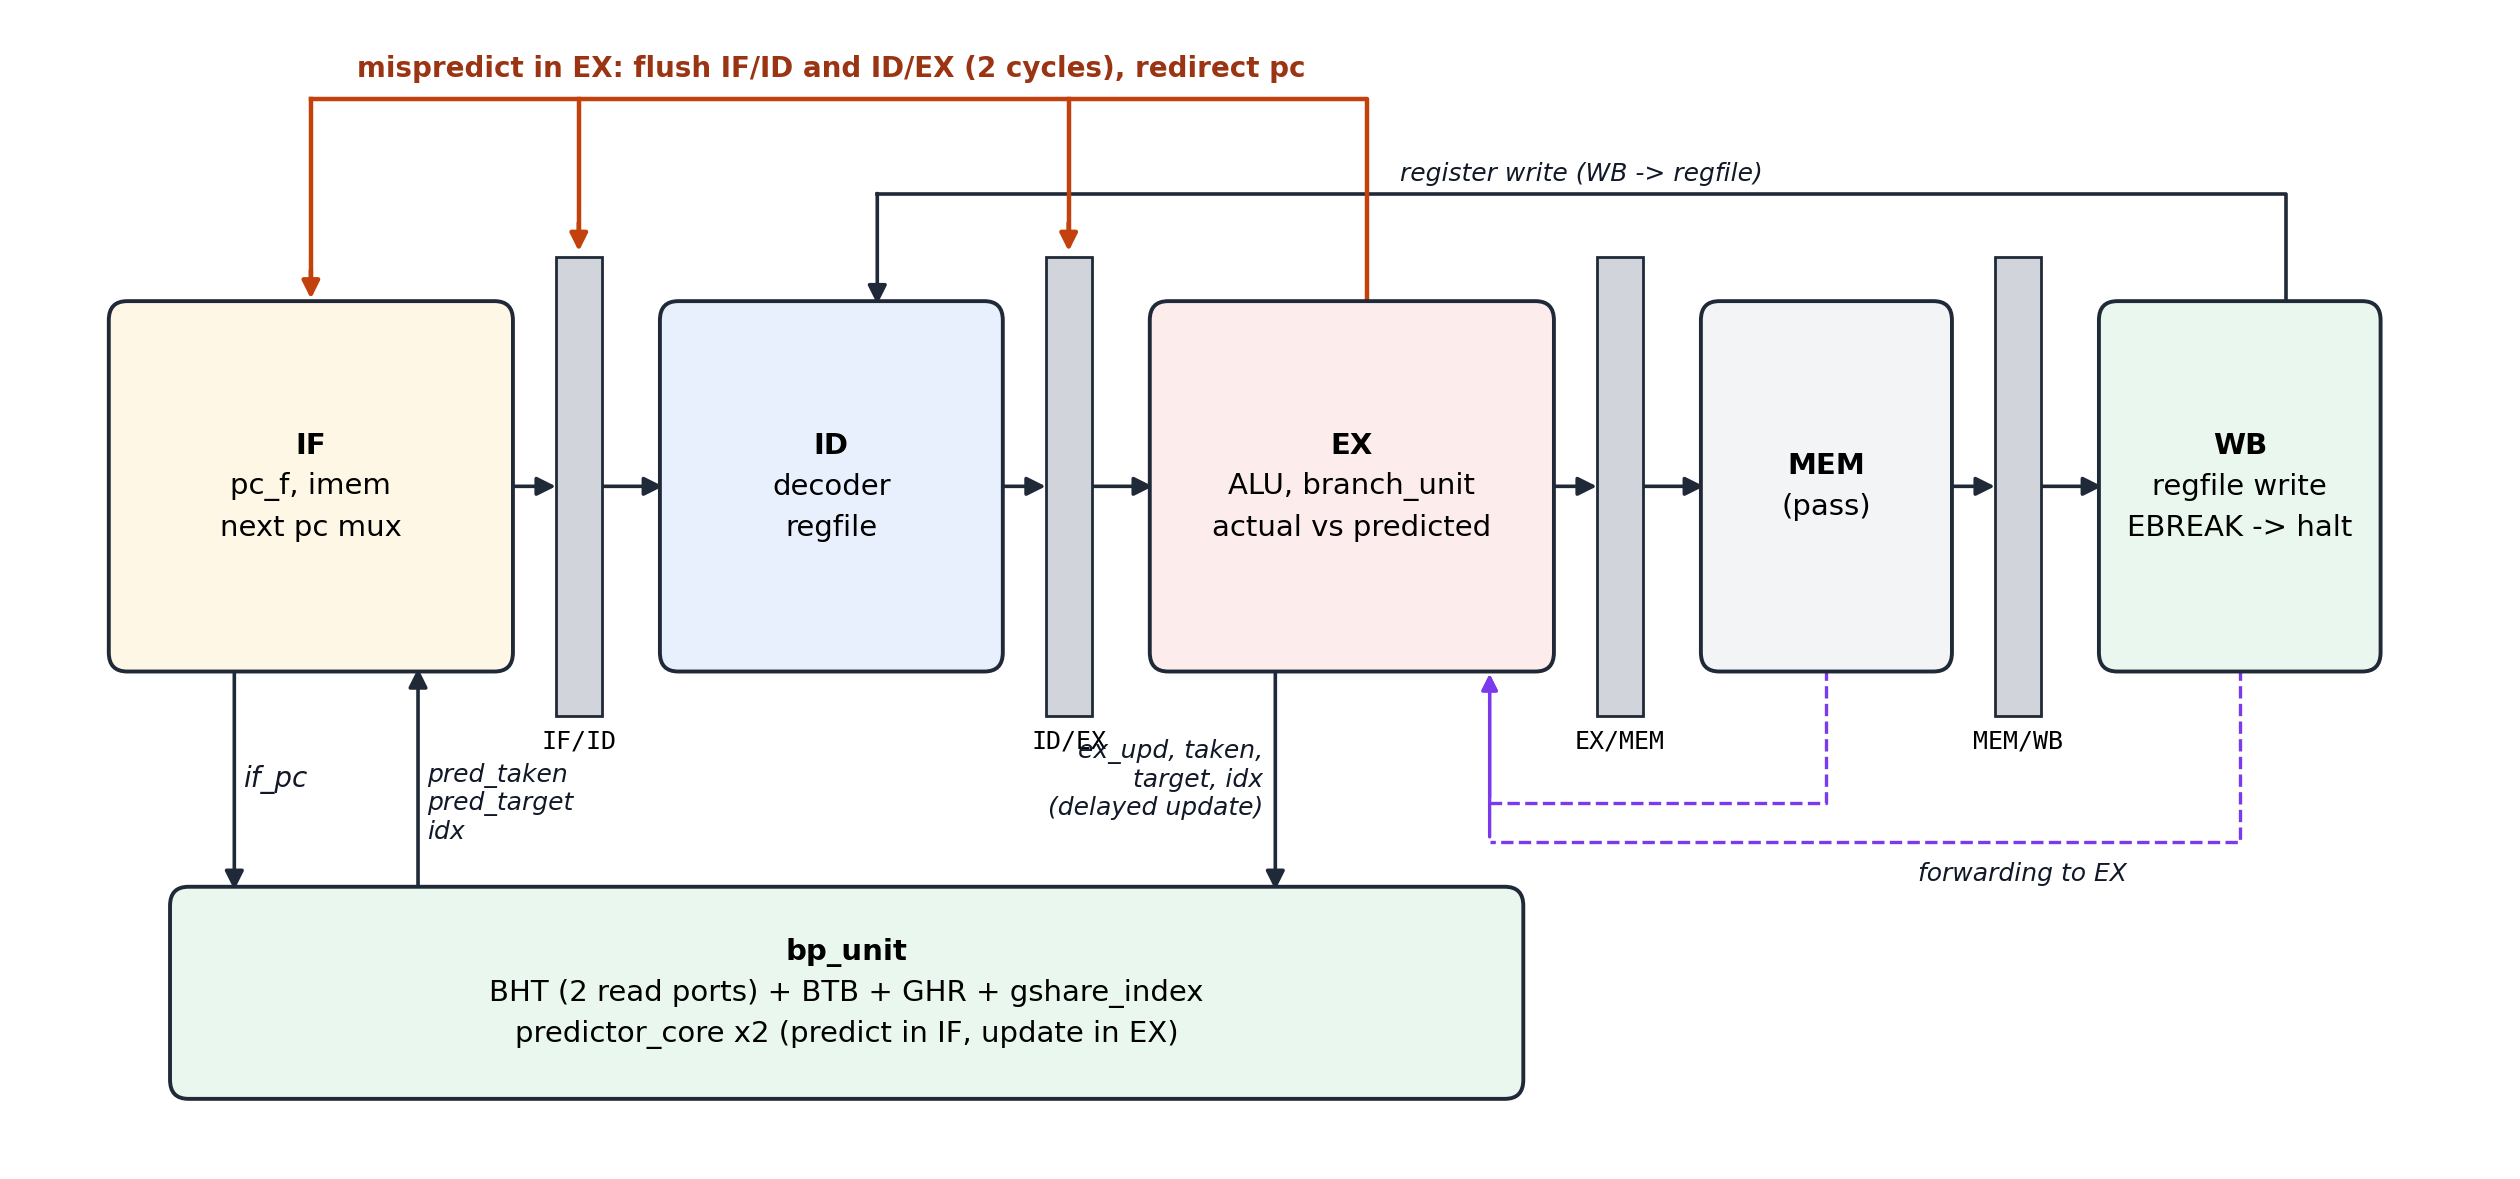 mispredict in EX: flush IF/ID and ID/EX (2 cycles), redirect pc
register write (WB -> regfile)
IF
pc_f, imem
next pc mux
ID
decoder
regfile
EX
ALU, branch_unit
actual vs predicted
MEM
(pass)
WB
regfile write
EBREAK -> halt
IF/ID
ID/EX
EX/MEM
MEM/WB
if_pc
pred_taken
pred_target
idx
ex_upd, taken,
target, idx
(delayed update)
forwarding to EX
bp_unit
BHT (2 read ports) + BTB + GHR + gshare_index
predictor_core x2 (predict in IF, update in EX)